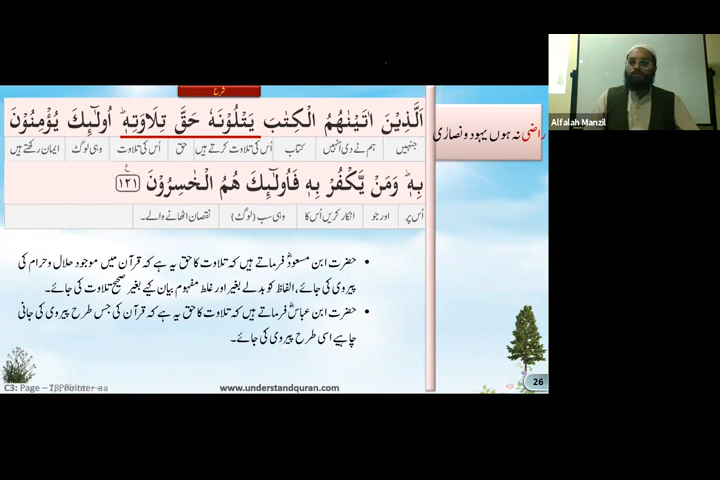 شرح
راضی نہ ہوں یہود و نصاریٰ
اَلَّذِيْنَ اٰتَيْنٰهُمُ الْكِتٰبَ يَتْلُوْنَهٗ حَقَّ تِلَاوَتِهٖ ؕ اُولٰٓئِكَ يُؤْمِنُوْنَ
جنہیں ہم نے دی انہیں کتاب اُس کی تلاوت کرتے ہیں حق اُس کی تلاوت وہی لوگ ایمان رکھتے ہیں
بِهٖ ؕ وَمَنْ يَّكْفُرْ بِهٖ فَاُولٰٓئِكَ هُمُ الْخٰسِرُوْنَ ﴿۱۲۱﴾
اُس پر اور جو انکار کریں اُس کا وہی سب (لوگ) نقصان اٹھانے والے۔
• حضرت ابن مسعودؓ فرماتے ہیں کہ تلاوت کا حق یہ ہے کہ قرآن میں موجود حلال و حرام کی
پیروی کی جائے، الفاظ کو بدلے بغیر اور غلط مفہوم بیان کیے بغیر صحیح تلاوت کی جائے۔
• حضرت ابن عباسؓ فرماتے ہیں کہ تلاوت کا حق یہ ہے کہ قرآن کی جس طرح پیروی کی جانی
چاہیے اسی طرح پیروی کی جائے۔
C3: Page –
www.understandquran.com
26
Alfalah Manzil